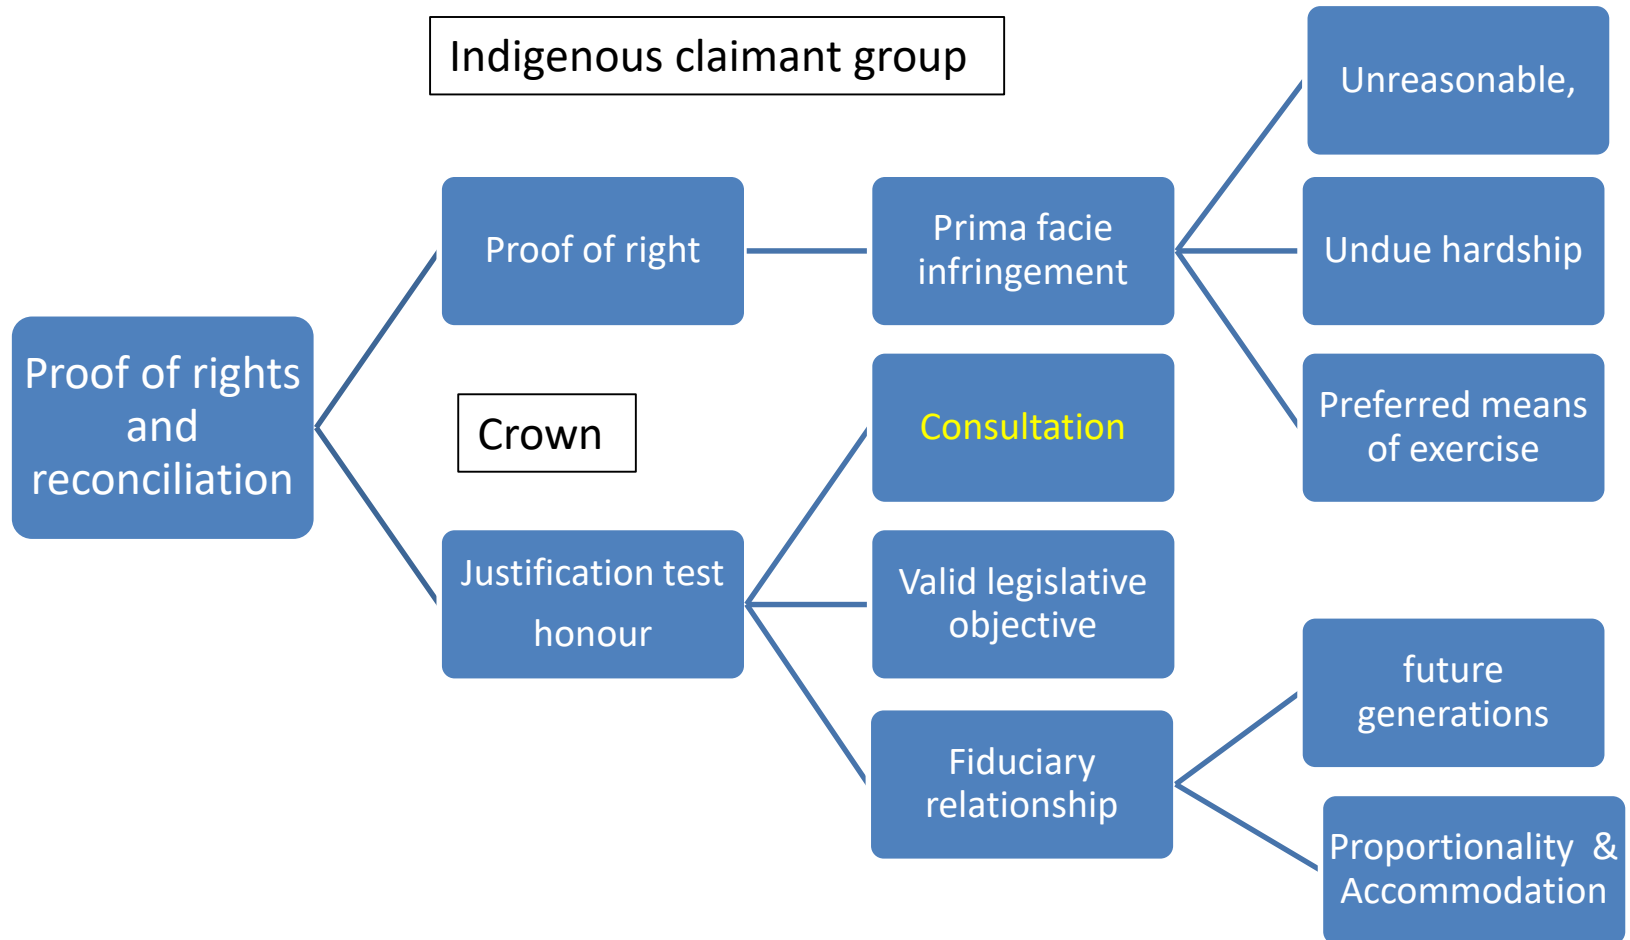 Indigenous claimant group
Unreasonable,
Proof of right
Prima facie
infringement
Undue hardship
Proof of rights
and
reconciliation
Crown
Consultation
Preferred means
of exercise
Justification test
honour
Valid legislative
objective
future
generations
Fiduciary
relationship
Proportionality  &
Accommodation